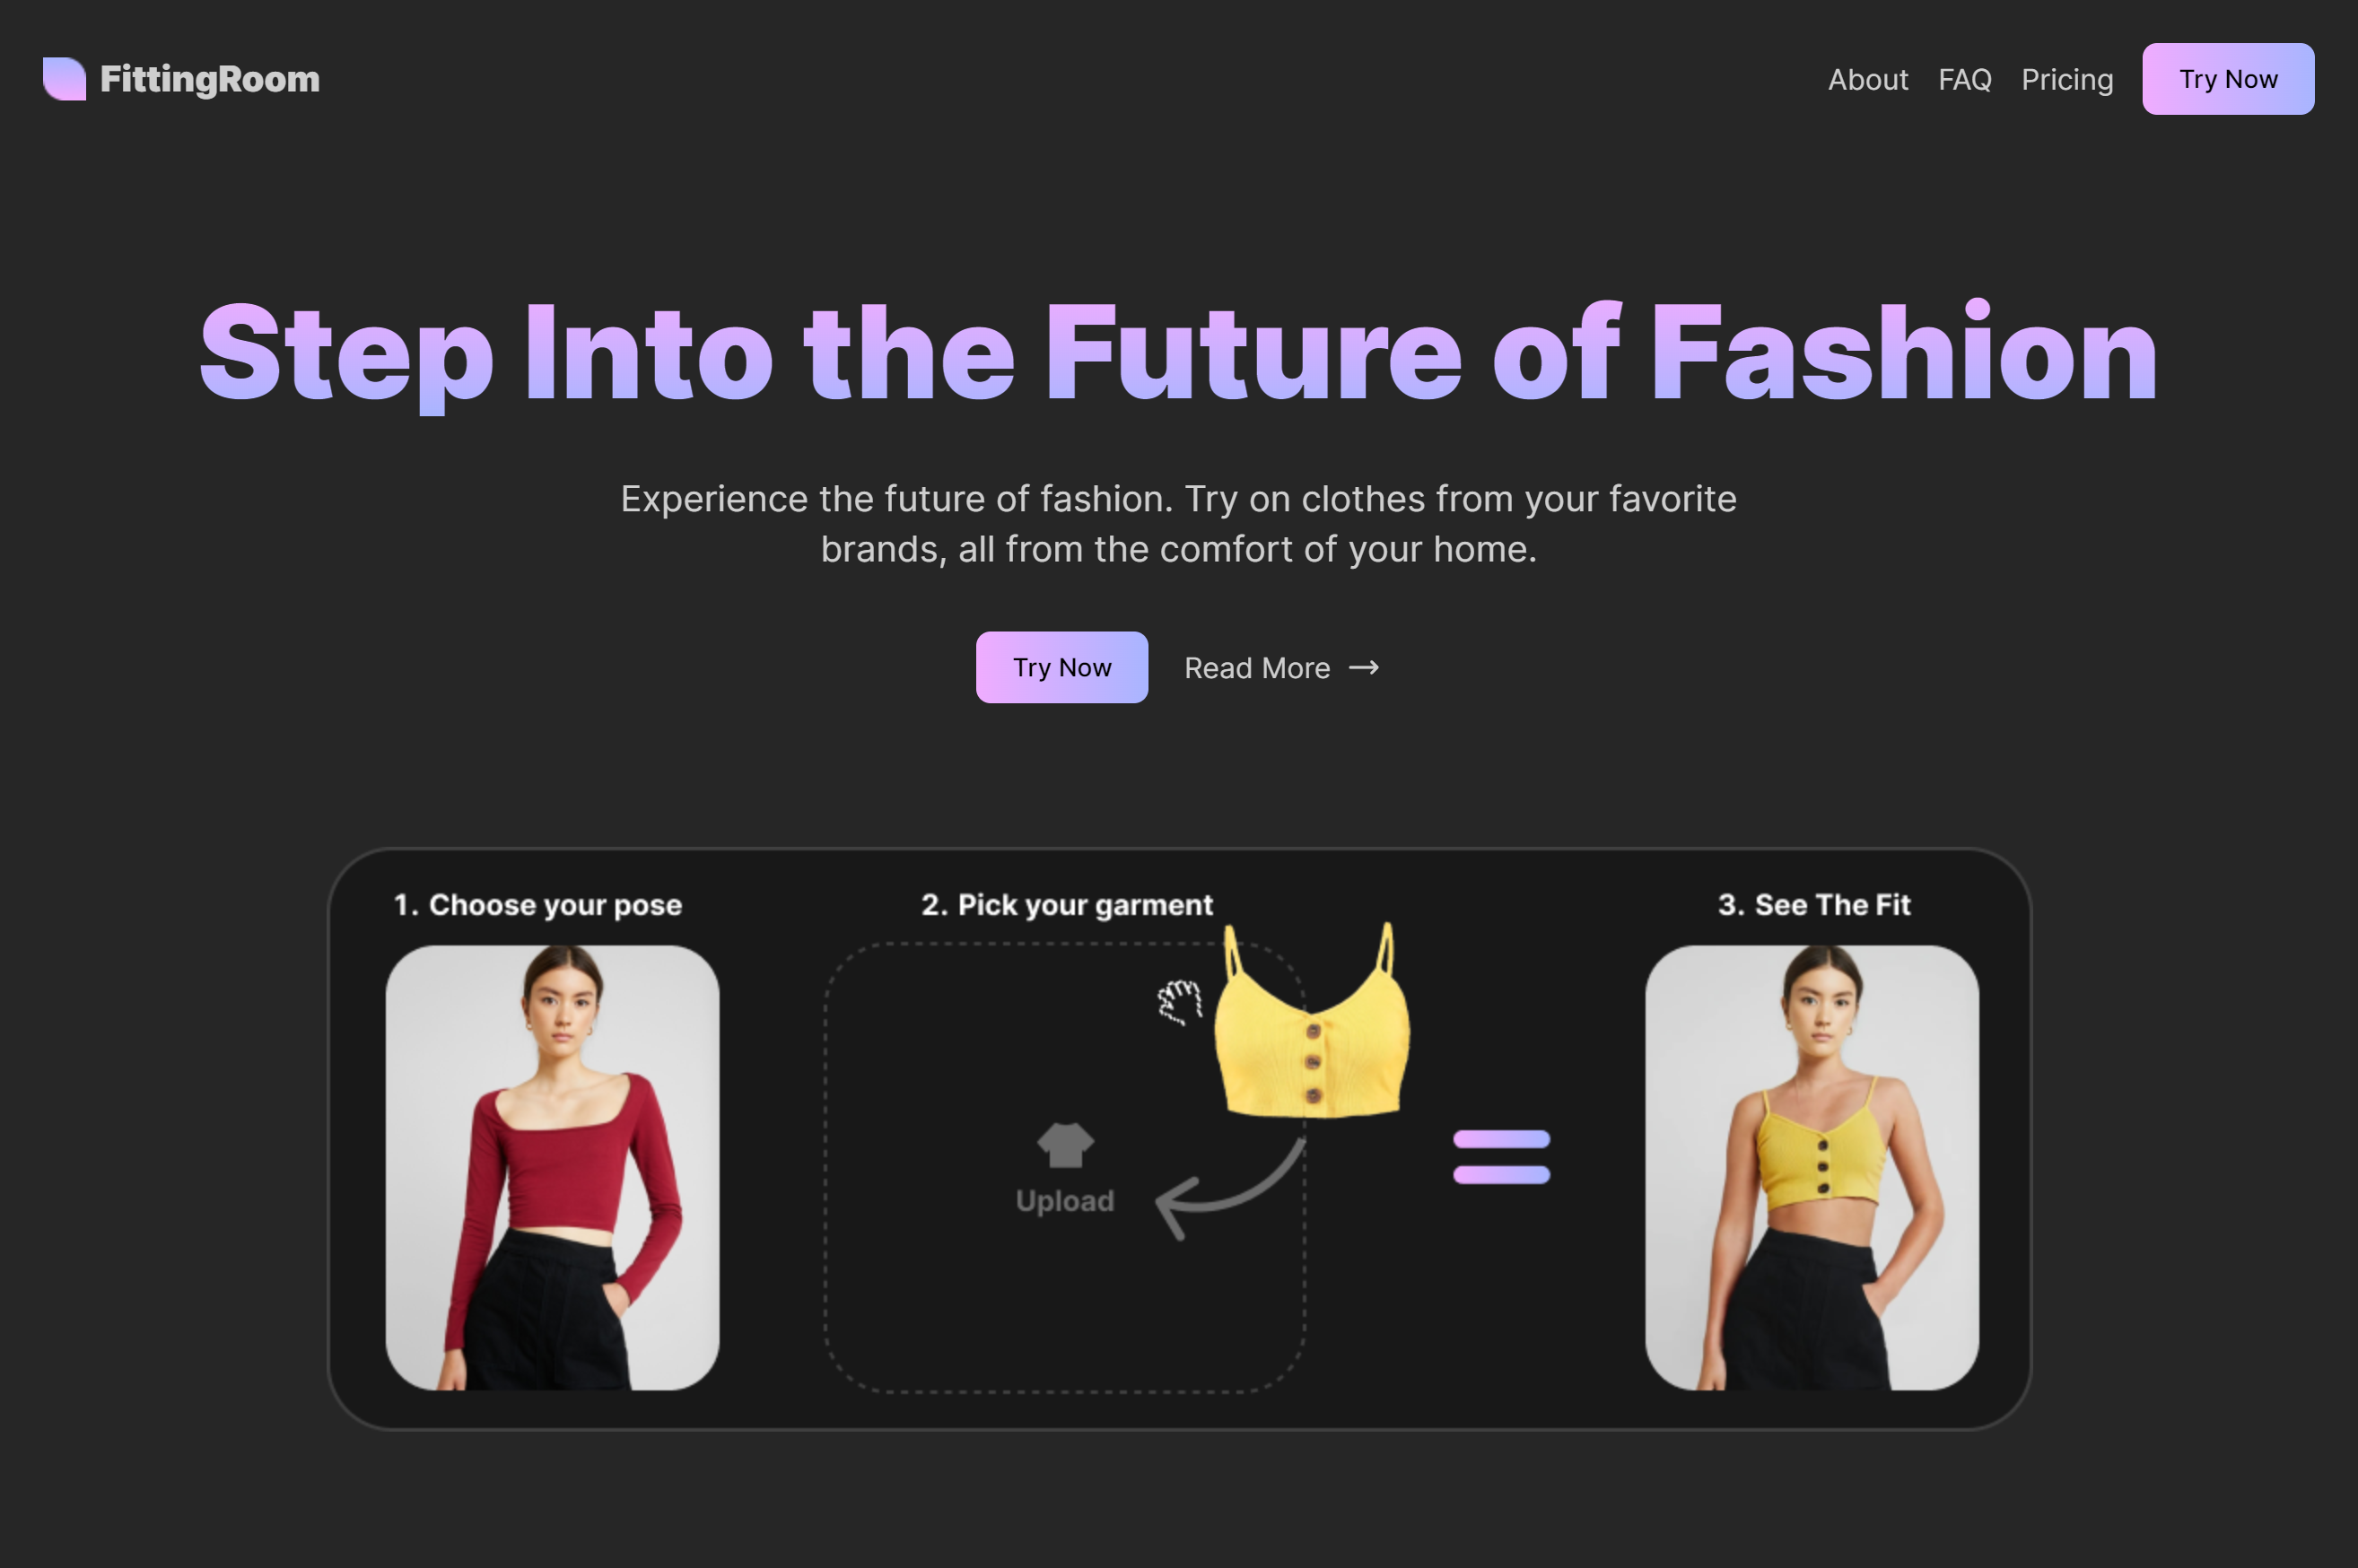 FittingRoom
About
FAQ
Pricing
Try Now
Step Into the Future of Fashion
Experience the future of fashion. Try on clothes from your favorite
brands, all from the comfort of your home.
Try Now
Read More →
1. Choose your pose
2. Pick your garment
3. See The Fit
Upload